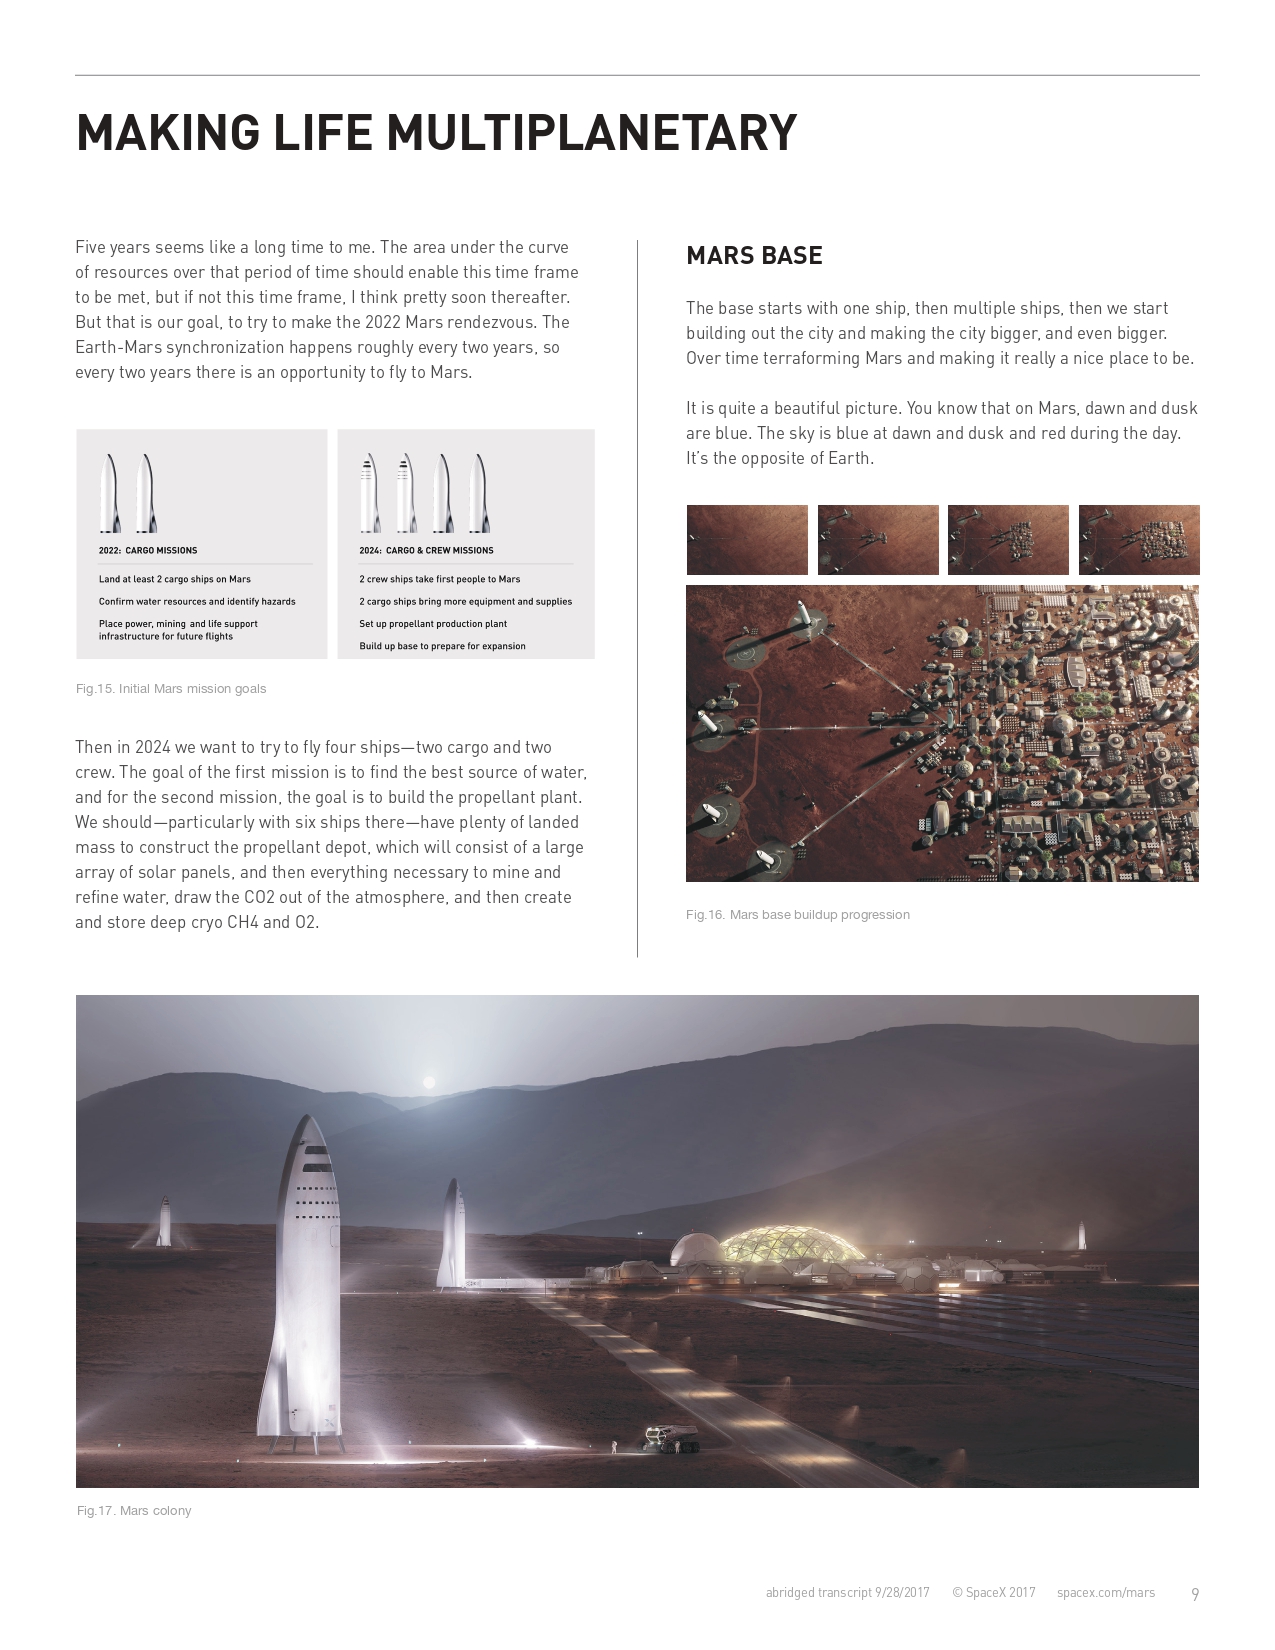 MAKING LIFE MULTIPLANETARY
Five years seems like a long time to me. The area under the curve
of resources over that period of time should enable this time frame
to be met, but if not this time frame, I think pretty soon thereafter.
But that is our goal, to try to make the 2022 Mars rendezvous. The
Earth-Mars synchronization happens roughly every two years, so
every two years there is an opportunity to fly to Mars.
2022: CARGO MISSIONS
Land at least 2 cargo ships on Mars
Confirm water resources and identify hazards
Place power, mining and life support
infrastructure for future flights
2024: CARGO & CREW MISSIONS
2 crew ships take first people to Mars
2 cargo ships bring more equipment and supplies
Set up propellant production plant
Build up base to prepare for expansion
Fig.15. Initial Mars mission goals
Then in 2024 we want to try to fly four ships—two cargo and two
crew. The goal of the first mission is to find the best source of water,
and for the second mission, the goal is to build the propellant plant.
We should—particularly with six ships there—have plenty of landed
mass to construct the propellant depot, which will consist of a large
array of solar panels, and then everything necessary to mine and
refine water, draw the CO2 out of the atmosphere, and then create
and store deep cryo CH4 and O2.
MARS BASE
The base starts with one ship, then multiple ships, then we start
building out the city and making the city bigger, and even bigger.
Over time terraforming Mars and making it really a nice place to be.
It is quite a beautiful picture. You know that on Mars, dawn and dusk
are blue. The sky is blue at dawn and dusk and red during the day.
It's the opposite of Earth.
Fig.16. Mars base buildup progression
Fig.17. Mars colony
abridged transcript 9/28/2017 © SpaceX 2017 spacex.com/mars 9